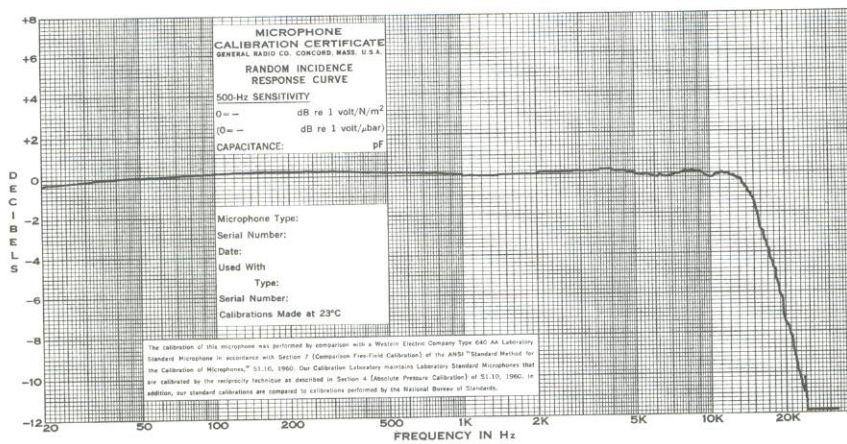 +8
+6
+4
+2
0
−2
−4
−6
−8
−10
−12
DECIBELS
MICROPHONE
CALIBRATION CERTIFICATE
GENERAL RADIO CO. CONCORD, MASS. U.S.A.
RANDOM INCIDENCE
RESPONSE CURVE
500-Hz SENSITIVITY
0= − dB re 1 volt/N/m²
(0= − dB re 1 volt/μbar)
CAPACITANCE: pF
Microphone Type:
Serial Number:
Date:
Used With
Type:
Serial Number:
Calibrations Made at 23°C
The calibration of this microphone was performed by comparison with a Western Electric Company Type 640 AA Laboratory
Standard Microphone in accordance with Section 7 (Comparison Free-Field Calibration) of the ANSI "Standard Method for
the Calibration of Microphones," S1.10, 1960. Our Calibration Laboratory maintains Laboratory Standard Microphones that
are calibrated by the reciprocity technique as described in Section 4 (Absolute Pressure Calibration) of S1.10, 1960. In
addition, our standard calibrations are compared to calibrations performed by the National Bureau of Standards.
20 50 100 200 500 1K 2K 5K 10K 20K
FREQUENCY IN Hz